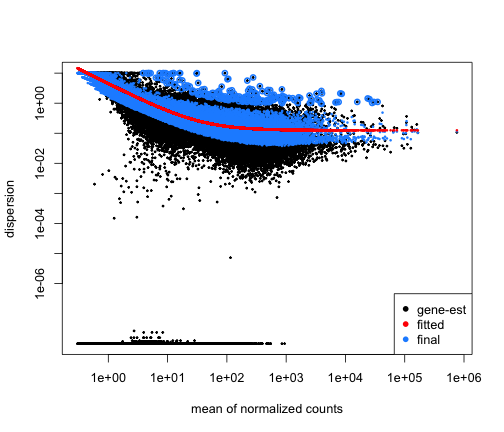 dispersion
1e+00
1e-02
1e-04
1e-06
gene-est
fitted
final
1e+00 1e+01 1e+02 1e+03 1e+04 1e+05 1e+06
mean of normalized counts